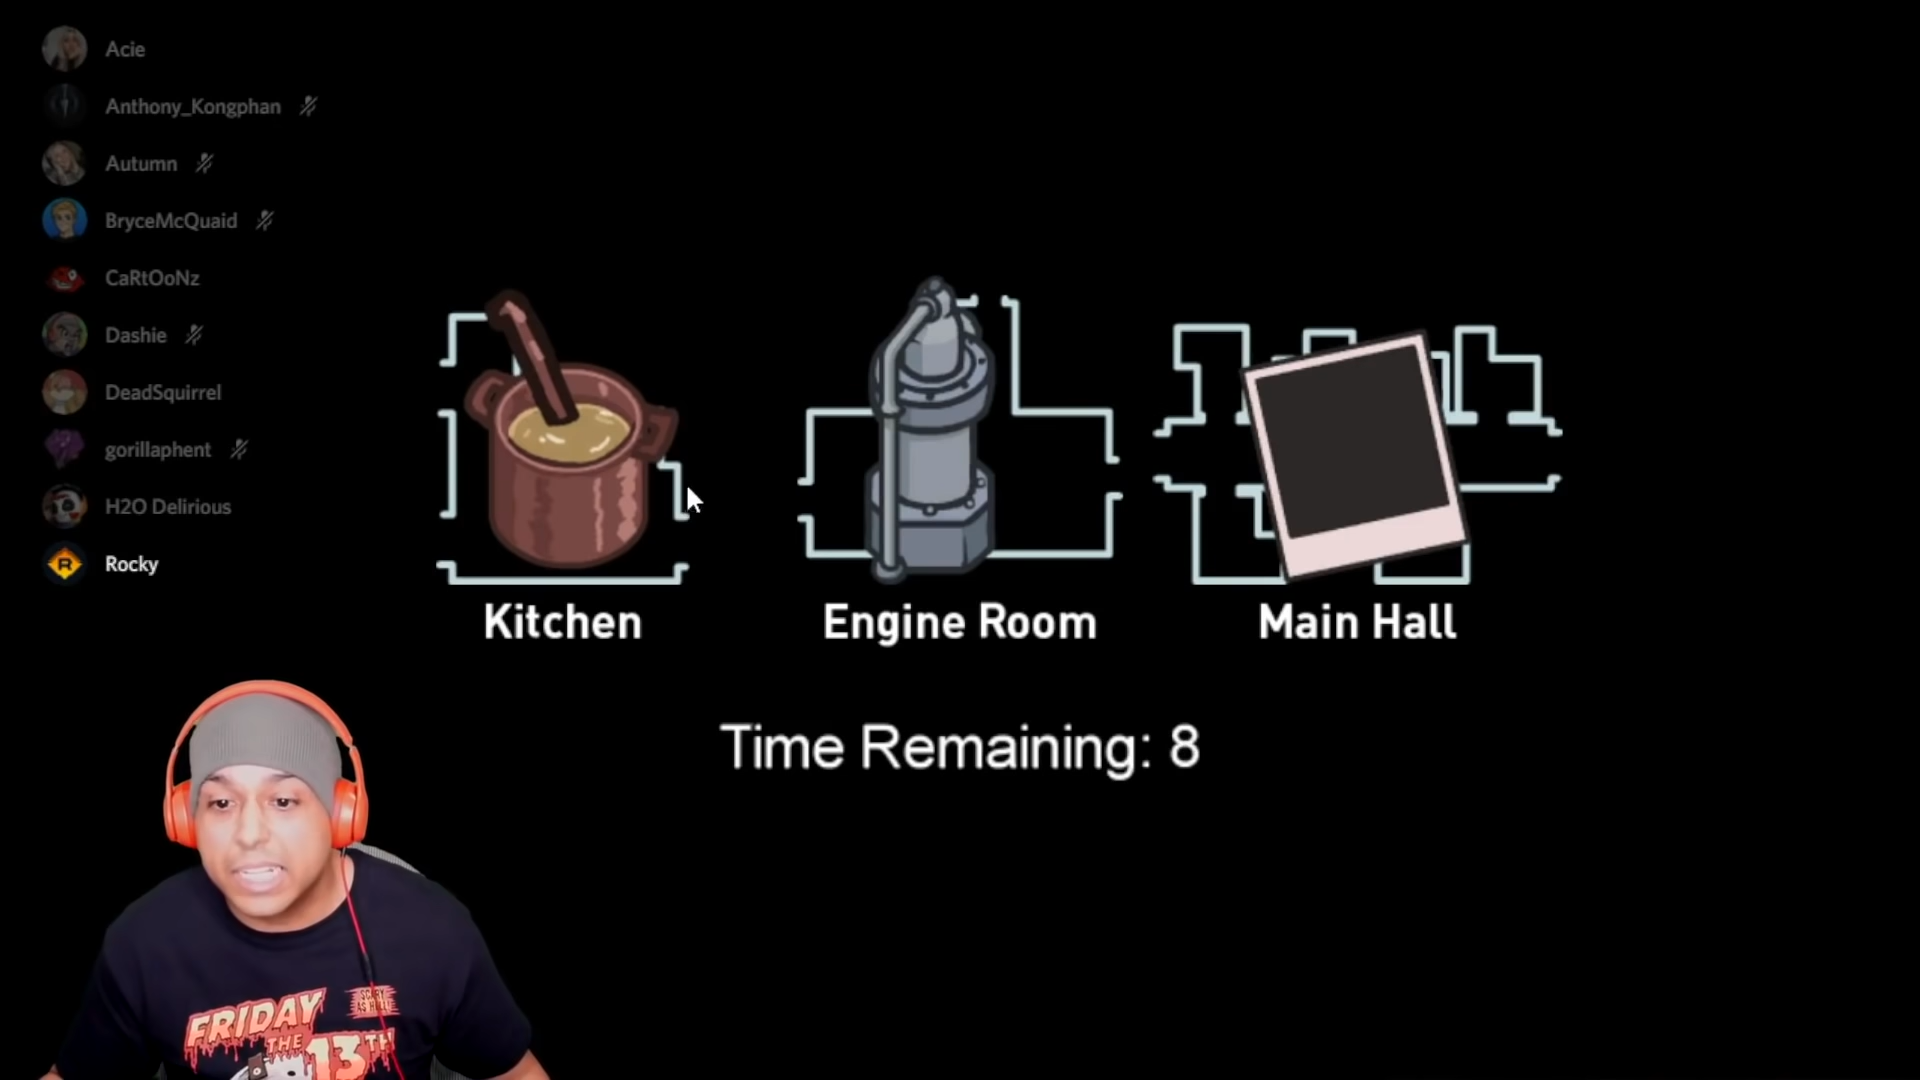 Acie
Anthony_Kongphan
Autumn
BryceMcQuaid
CaRtOoNz
Dashie
DeadSquirrel
gorillaphent
H2O Delirious
R
Rocky
Kitchen
Engine Room
Main Hall
Time Remaining: 8
FRIDAY
THE
13TH